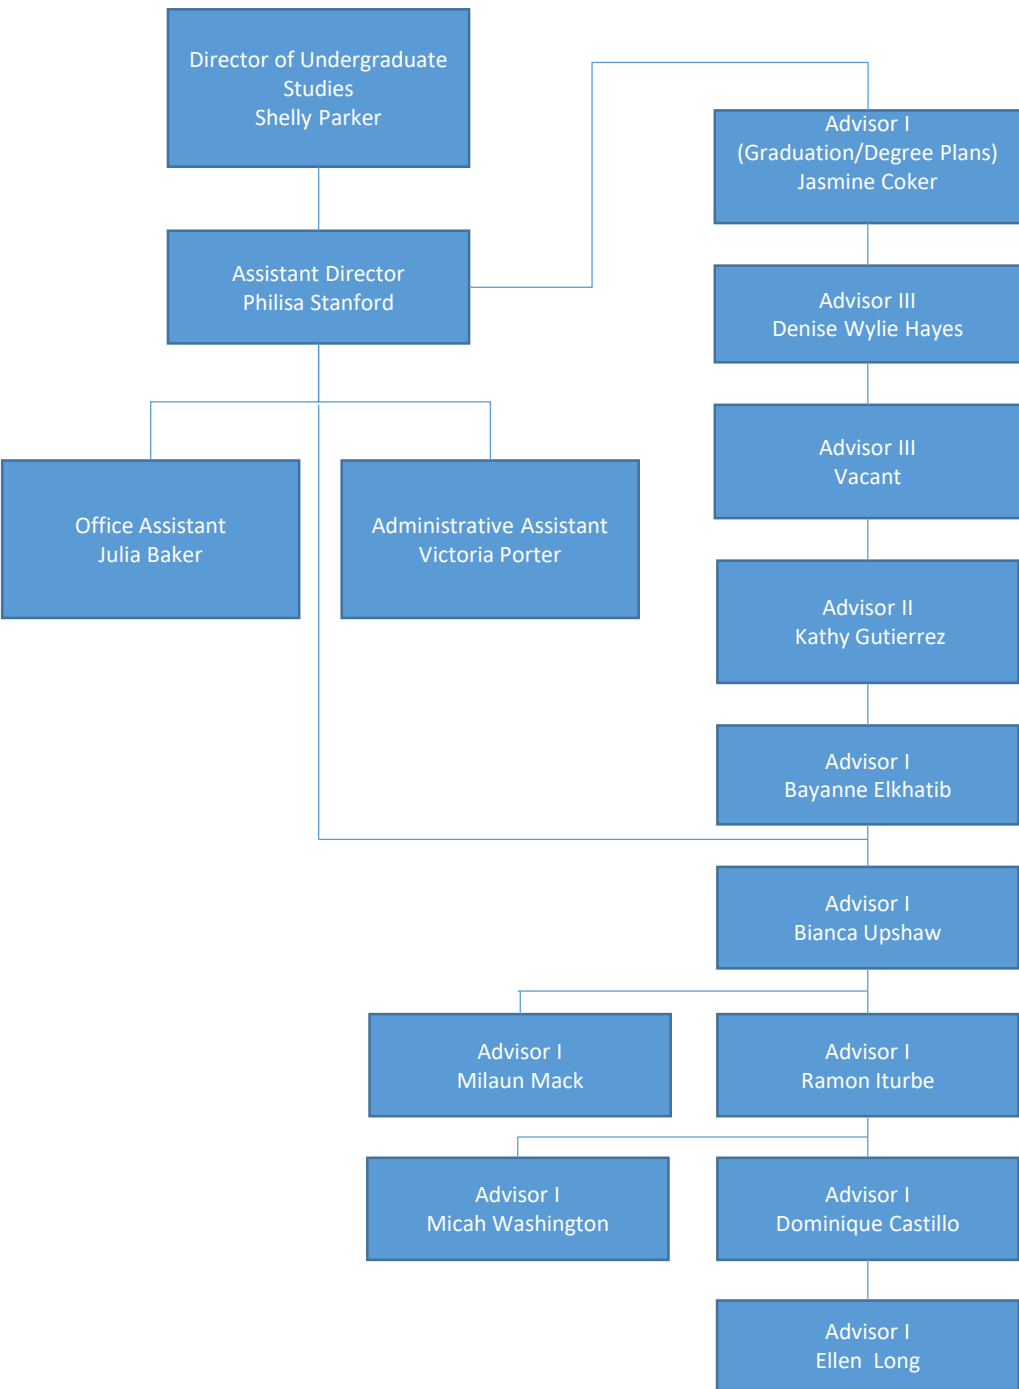 Director of Undergraduate
Studies
Shelly Parker
Assistant Director
Philisa Stanford
Office Assistant
Julia Baker
Administrative Assistant
Victoria Porter
Advisor I
(Graduation/Degree Plans)
Jasmine Coker
Advisor III
Denise Wylie Hayes
Advisor III
Vacant
Advisor II
Kathy Gutierrez
Advisor I
Bayanne Elkhatib
Advisor I
Bianca Upshaw
Advisor I
Milaun Mack
Advisor I
Ramon Iturbe
Advisor I
Micah Washington
Advisor I
Dominique Castillo
Advisor I
Ellen Long